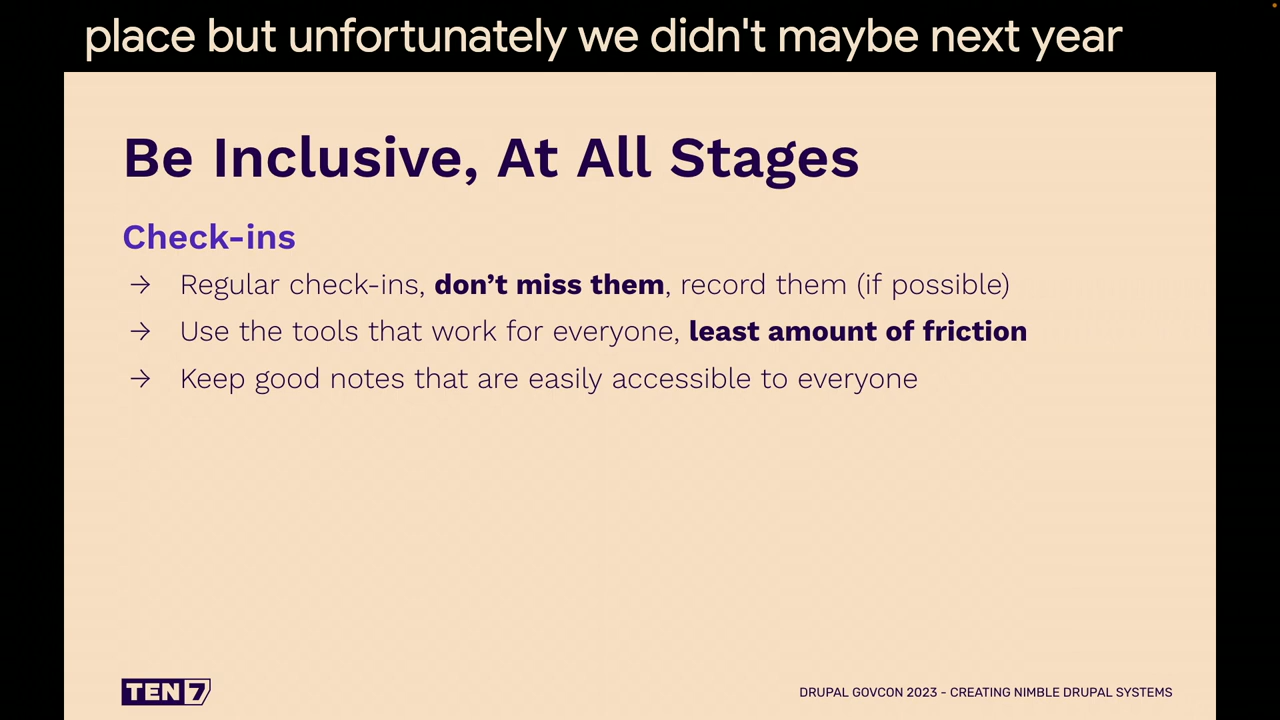 place but unfortunately we didn't maybe next year
Be Inclusive, At All Stages
Check-ins
→ Regular check-ins, don’t miss them, record them (if possible)
→ Use the tools that work for everyone, least amount of friction
→ Keep good notes that are easily accessible to everyone
TEN7
DRUPAL GOVCON 2023 - CREATING NIMBLE DRUPAL SYSTEMS